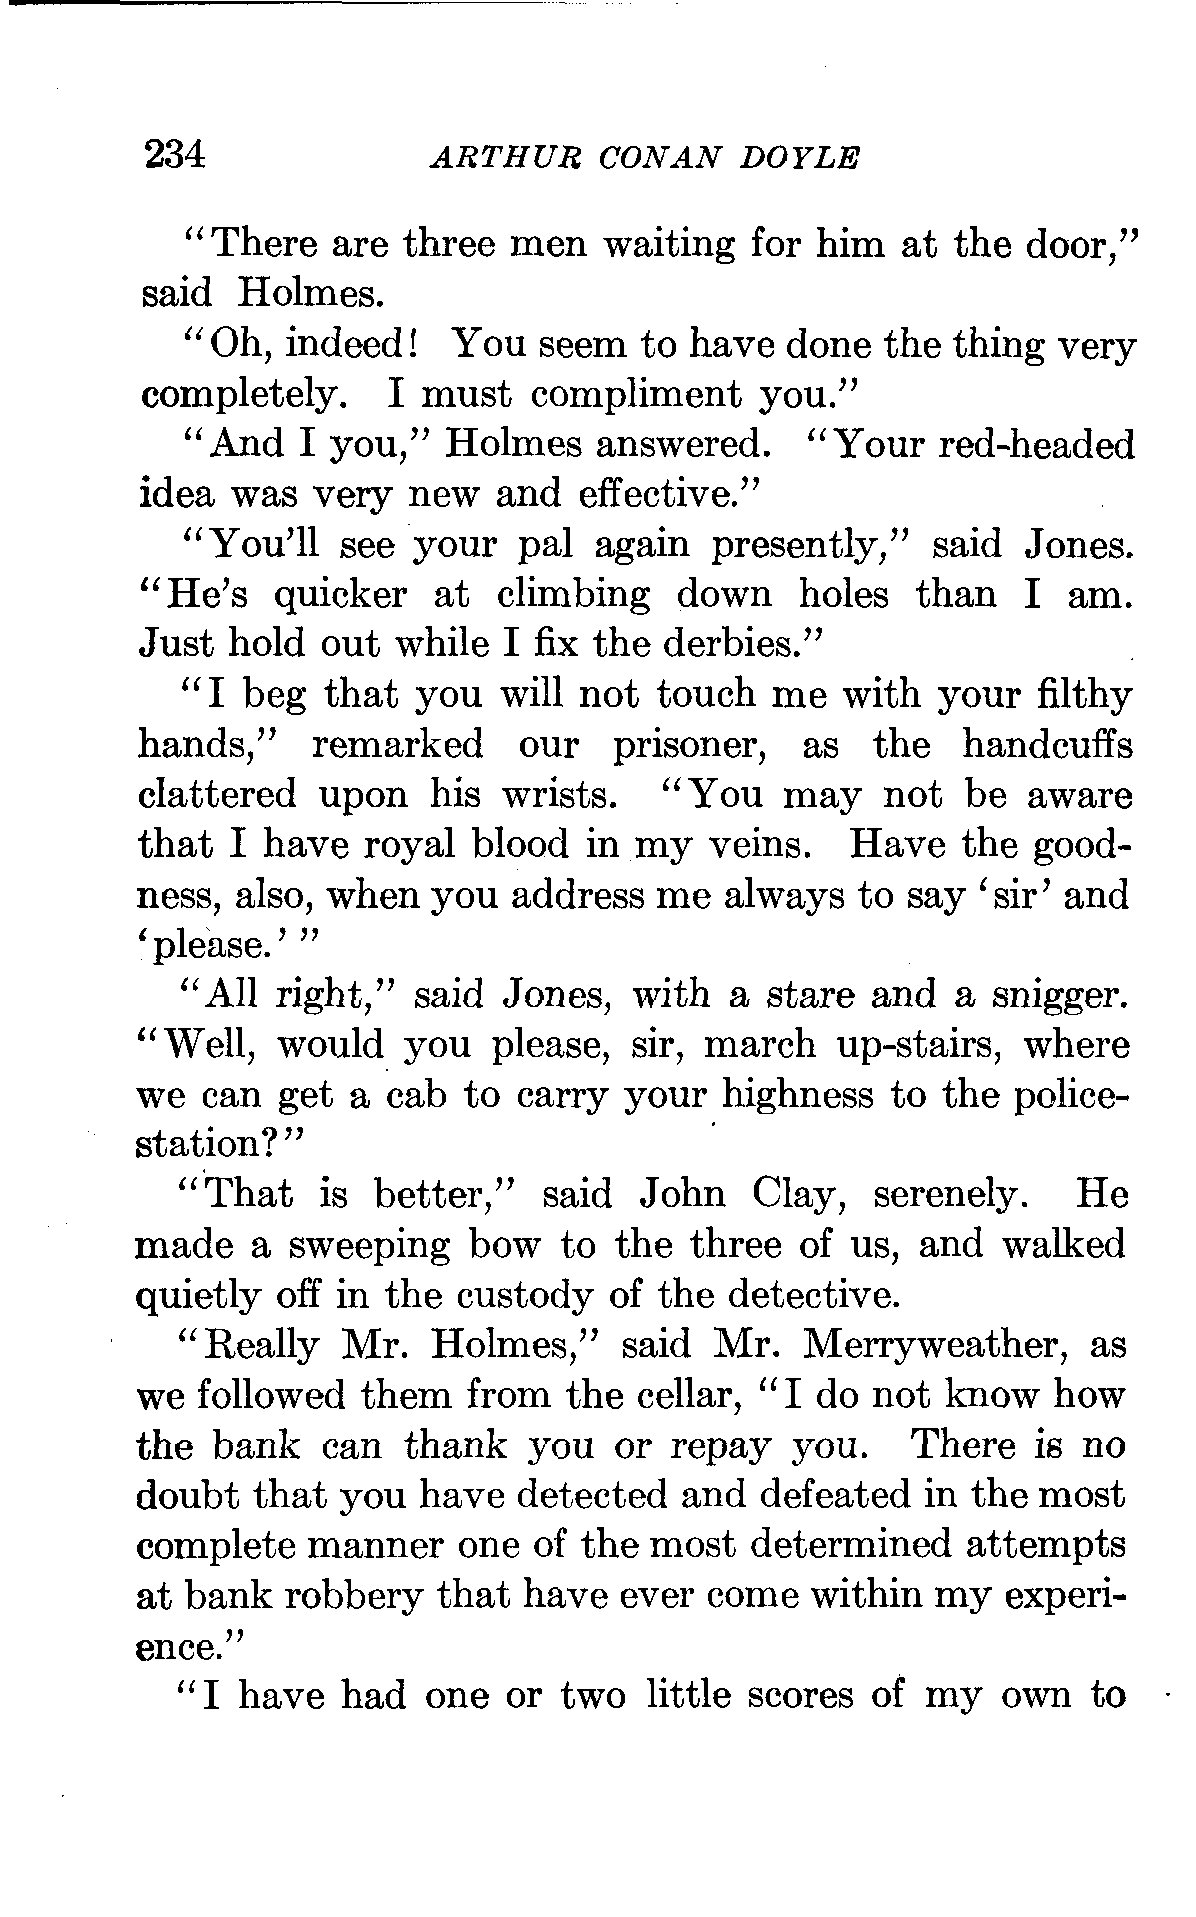 234 ARTHUR CONAN DOYLE
“There are three men waiting for him at the door,”
said Holmes.
“Oh, indeed! You seem to have done the thing very
completely. I must compliment you.”
“And I you,” Holmes answered. “Your red-headed
idea was very new and effective.”
“You’ll see your pal again presently,” said Jones.
“He’s quicker at climbing down holes than I am.
Just hold out while I fix the derbies.”
“I beg that you will not touch me with your filthy
hands,” remarked our prisoner, as the handcuffs
clattered upon his wrists. “You may not be aware
that I have royal blood in my veins. Have the good-
ness, also, when you address me always to say ‘sir’ and
‘please.’ ”
“All right,” said Jones, with a stare and a snigger.
“Well, would you please, sir, march up-stairs, where
we can get a cab to carry your highness to the police-
station?”
“That is better,” said John Clay, serenely. He
made a sweeping bow to the three of us, and walked
quietly off in the custody of the detective.
“Really Mr. Holmes,” said Mr. Merryweather, as
we followed them from the cellar, “I do not know how
the bank can thank you or repay you. There is no
doubt that you have detected and defeated in the most
complete manner one of the most determined attempts
at bank robbery that have ever come within my experi-
ence.”
“I have had one or two little scores of my own to